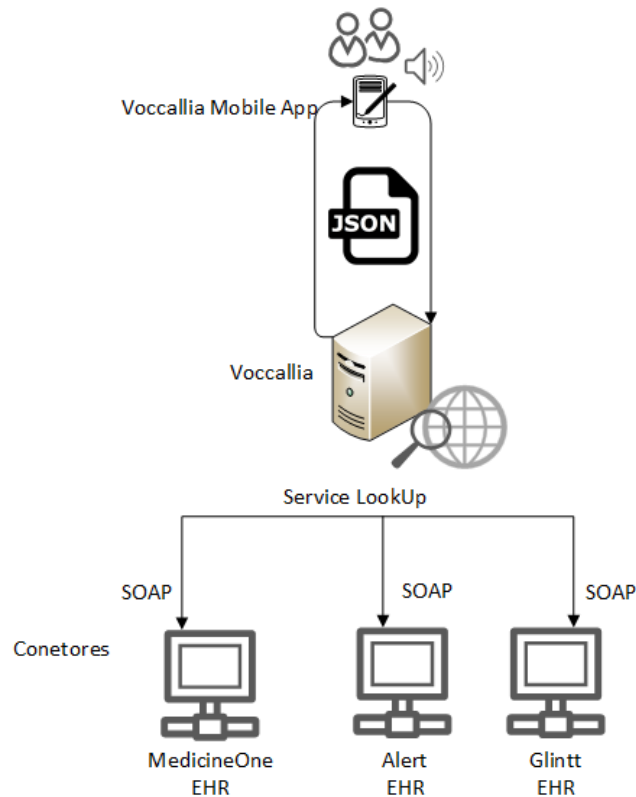 Voccallia Mobile App
JSON
Voccallia
Service LookUp
SOAP
SOAP
SOAP
Conetores
MedicineOne
EHR
Alert
EHR
Glintt
EHR